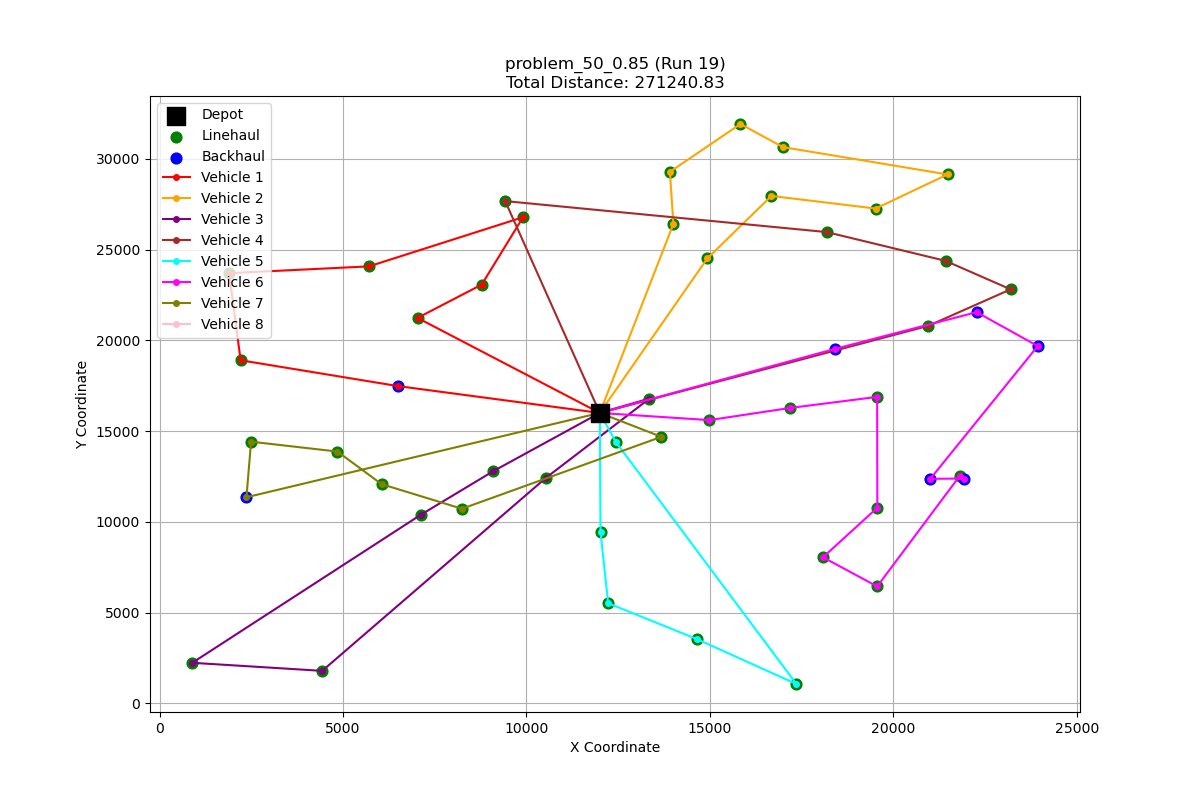 problem_50_0.85 (Run 19)
Total Distance: 271240.83
Depot
Linehaul
Backhaul
Vehicle 1
Vehicle 2
Vehicle 3
Vehicle 4
Vehicle 5
Vehicle 6
Vehicle 7
Vehicle 8
30000
25000
20000
15000
10000
5000
0
Y Coordinate
0
5000
10000
15000
20000
25000
X Coordinate